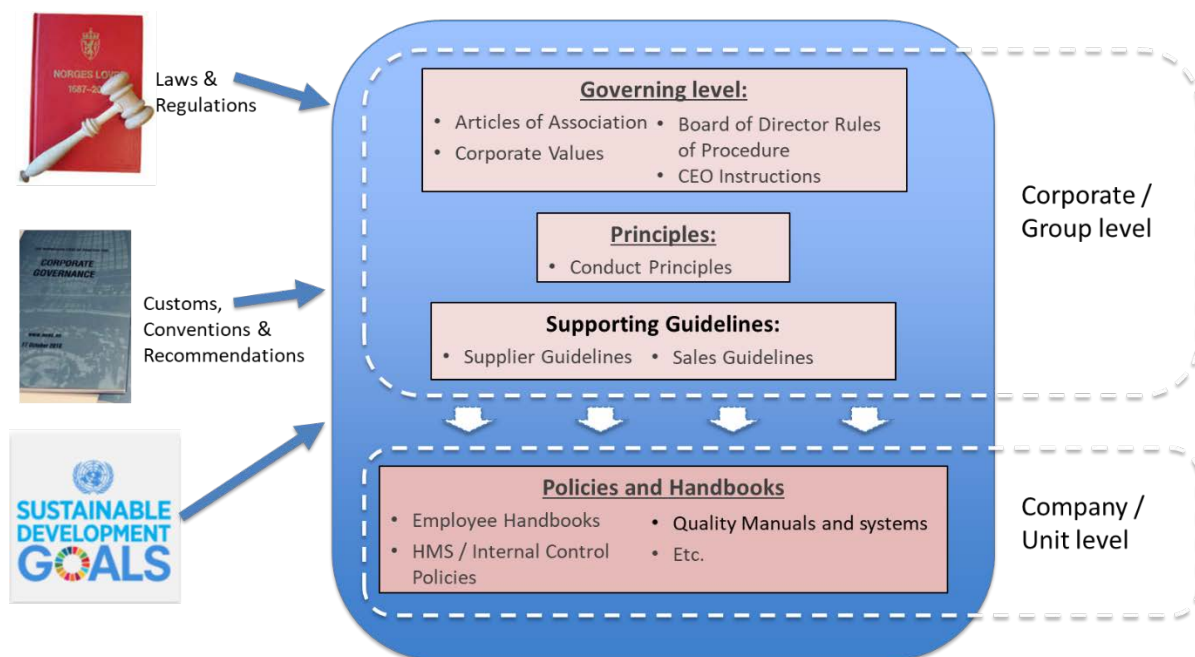 NORGES LOVER
1687–20
Laws &
Regulations
CORPORATE
GOVERNANCE
Customs,
Conventions &
Recommendations
SUSTAINABLE
DEVELOPMENT
GOALS
Governing level:
• Articles of Association
• Corporate Values
• Board of Director Rules
of Procedure
• CEO Instructions
Principles:
• Conduct Principles
Supporting Guidelines:
• Supplier Guidelines
• Sales Guidelines
Corporate /
Group level
Policies and Handbooks
• Employee Handbooks
• HMS / Internal Control
Policies
• Quality Manuals and systems
• Etc.
Company /
Unit level